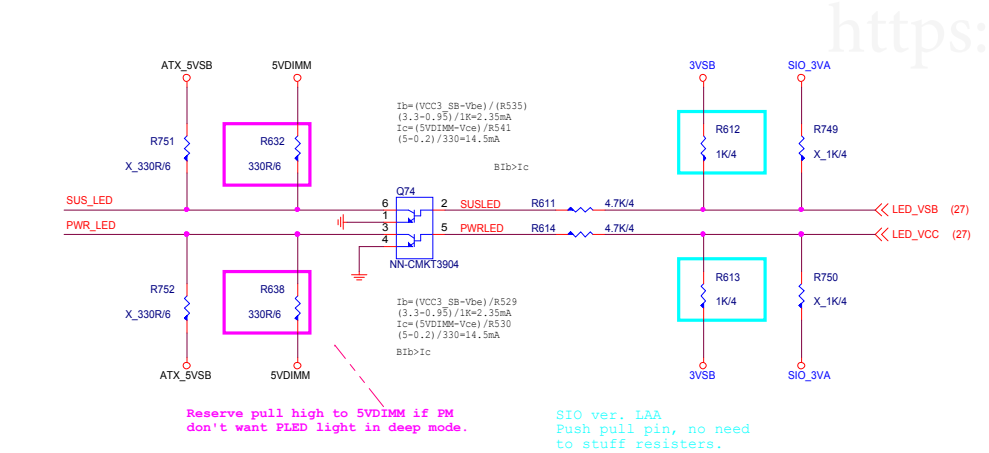 https:
ATX_5VSB
5VDIMM
3VSB
SIO_3VA
Ib=(VCC3_SB-Vbe)/(R535)
(3.3-0.95)/1K=2.35mA
Ic=(5VDIMM-Vce)/R541
(5-0.2)/330=14.5mA
BIb>Ic
R751
X_330R/6
R632
330R/6
R612
1K/4
R749
X_1K/4
Q74
SUS_LED
6
2
SUSLED
R611
4.7K/4
LED_VSB (27)
1
PWR_LED
3
5
PWRLED
R614
4.7K/4
LED_VCC (27)
4
NN-CMKT3904
R752
X_330R/6
R638
330R/6
R613
1K/4
R750
X_1K/4
Ib=(VCC3_SB-Vbe)/R529
(3.3-0.95)/1K=2.35mA
Ic=(5VDIMM-Vce)/R530
(5-0.2)/330=14.5mA
BIb>Ic
ATX_5VSB
5VDIMM
3VSB
SIO_3VA
Reserve pull high to 5VDIMM if PM
don't want PLED light in deep mode.
SIO ver. LAA
Push pull pin, no need
to stuff resisters.